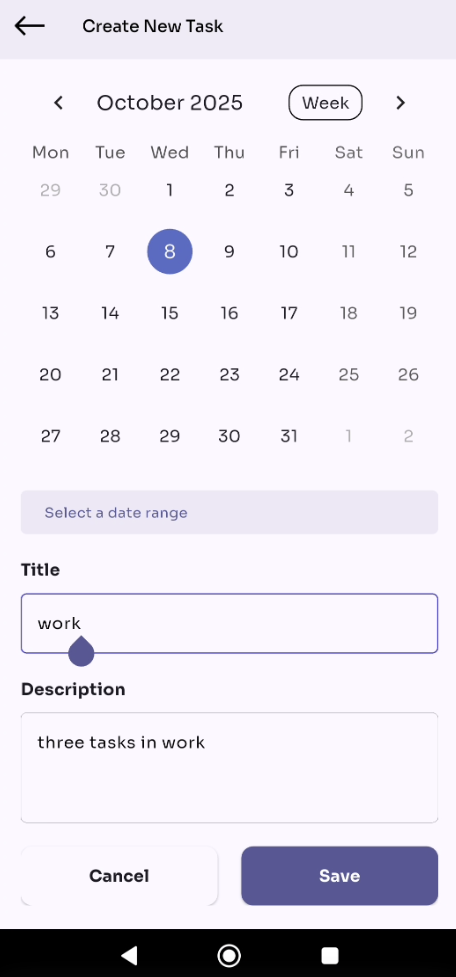 Create New Task
October 2025 Week
Mon Tue Wed Thu Fri Sat Sun
29 30 1 2 3 4 5
6 7 8 9 10 11 12
13 14 15 16 17 18 19
20 21 22 23 24 25 26
27 28 29 30 31 1 2
Select a date range
Title
work
Description
three tasks in work
Cancel Save